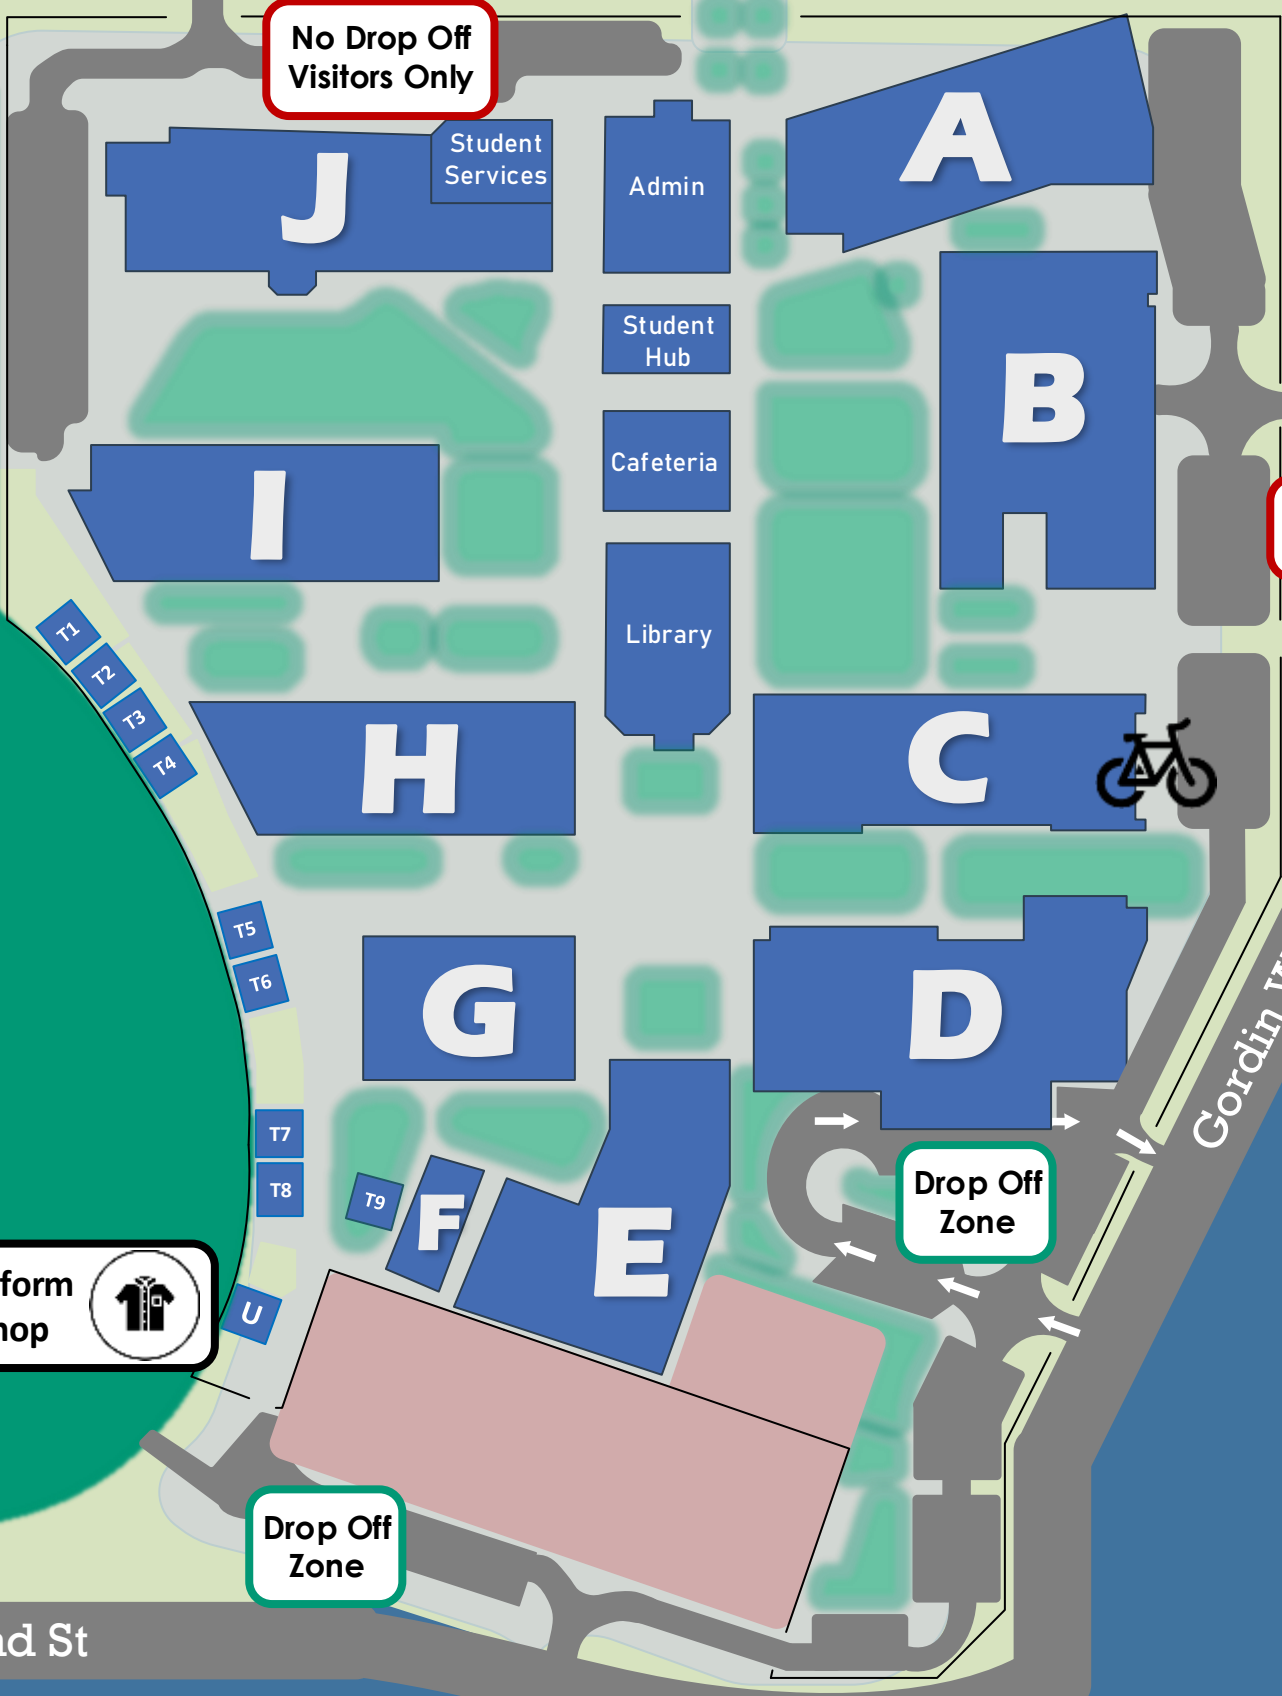 No Drop Off
Visitors Only
A
J
Student
Services
Admin
Student
Hub
B
Cafeteria
I
Library
T1
T2
T3
T4
H
C
T5
T6
G
D
Gordin
T7
T8
T9
F
E
Drop Off
Zone
form
hop
U
Drop Off
Zone
nd St